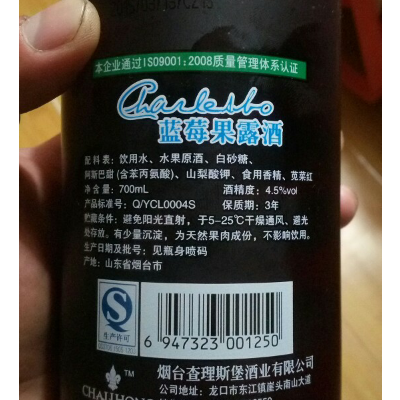 本企业通过ISO9001:2008质量管理体系认证
Charlesbo
蓝莓果露酒
配料表：饮用水、水果原酒、白砂糖、
阿斯巴甜(含苯丙氨酸)、山梨酸钾、食用香精、苋菜红
净含量：700mL 酒精度：4.5%vol
产品标准号：Q/YCL0004S 保质期：3年
贮藏条件：避免阳光直射，于5-25℃干燥通风、避光
处存放。有少量沉淀，为天然果肉成份，不影响饮用。
生产日期及批号：见瓶身喷码
产地：山东省烟台市
QS
生产许可
6 947323 001250
TM
烟台查理斯堡酒业有限公司
公司地址：龙口市东江镇崖头南山大道